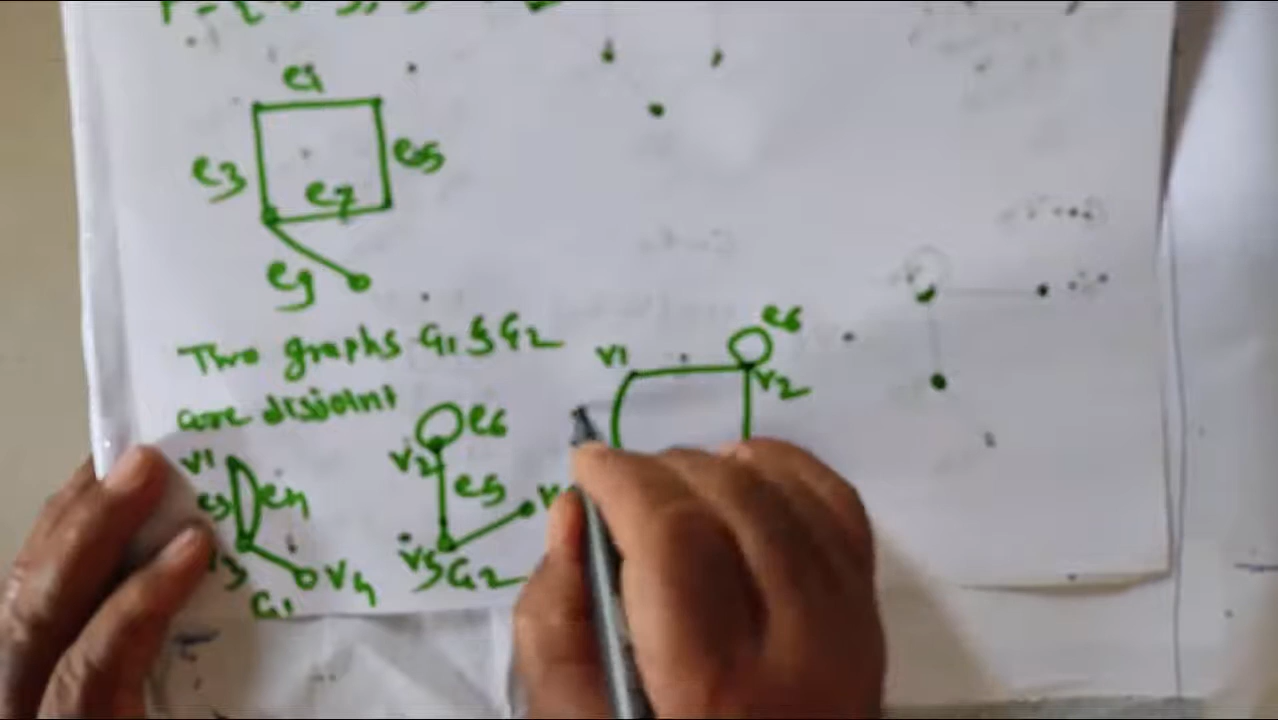 e1
e3
e5
e7
e9
Two graphs G1 & G2
are disjoint
v1
e4
v3
v4
G1
e6
v2
e5
v5
G2
v1
e6
v2